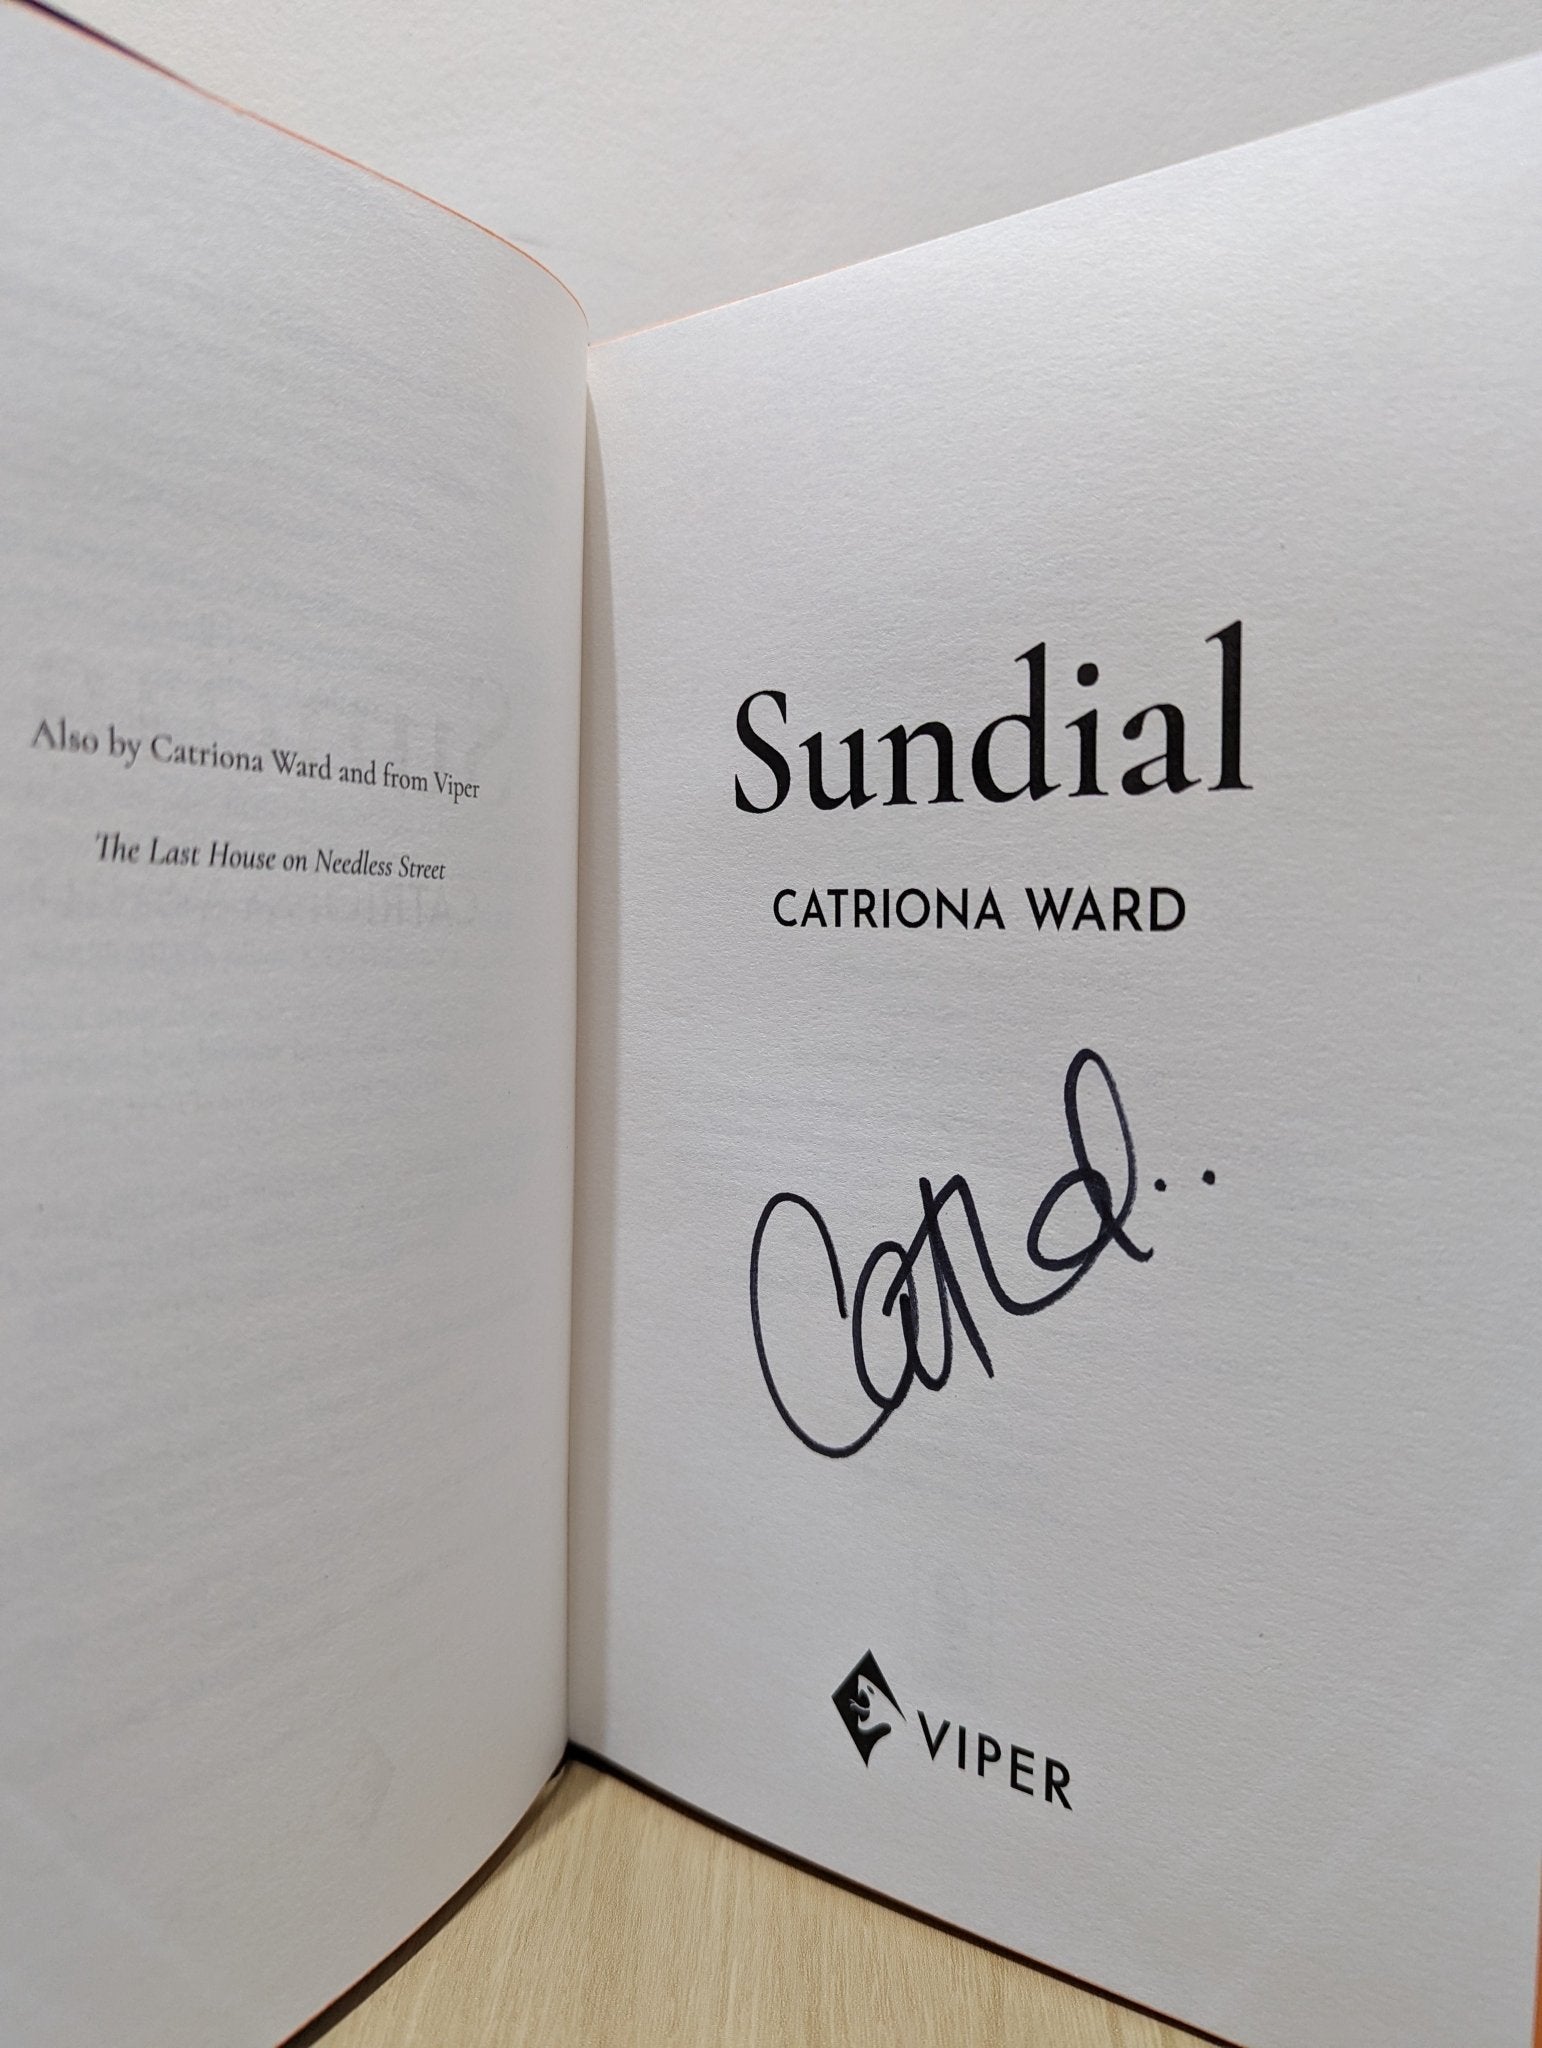 Also by Catriona Ward and from Viper
The Last House on Needless Street
Sundial
CATRIONA WARD
VIPER